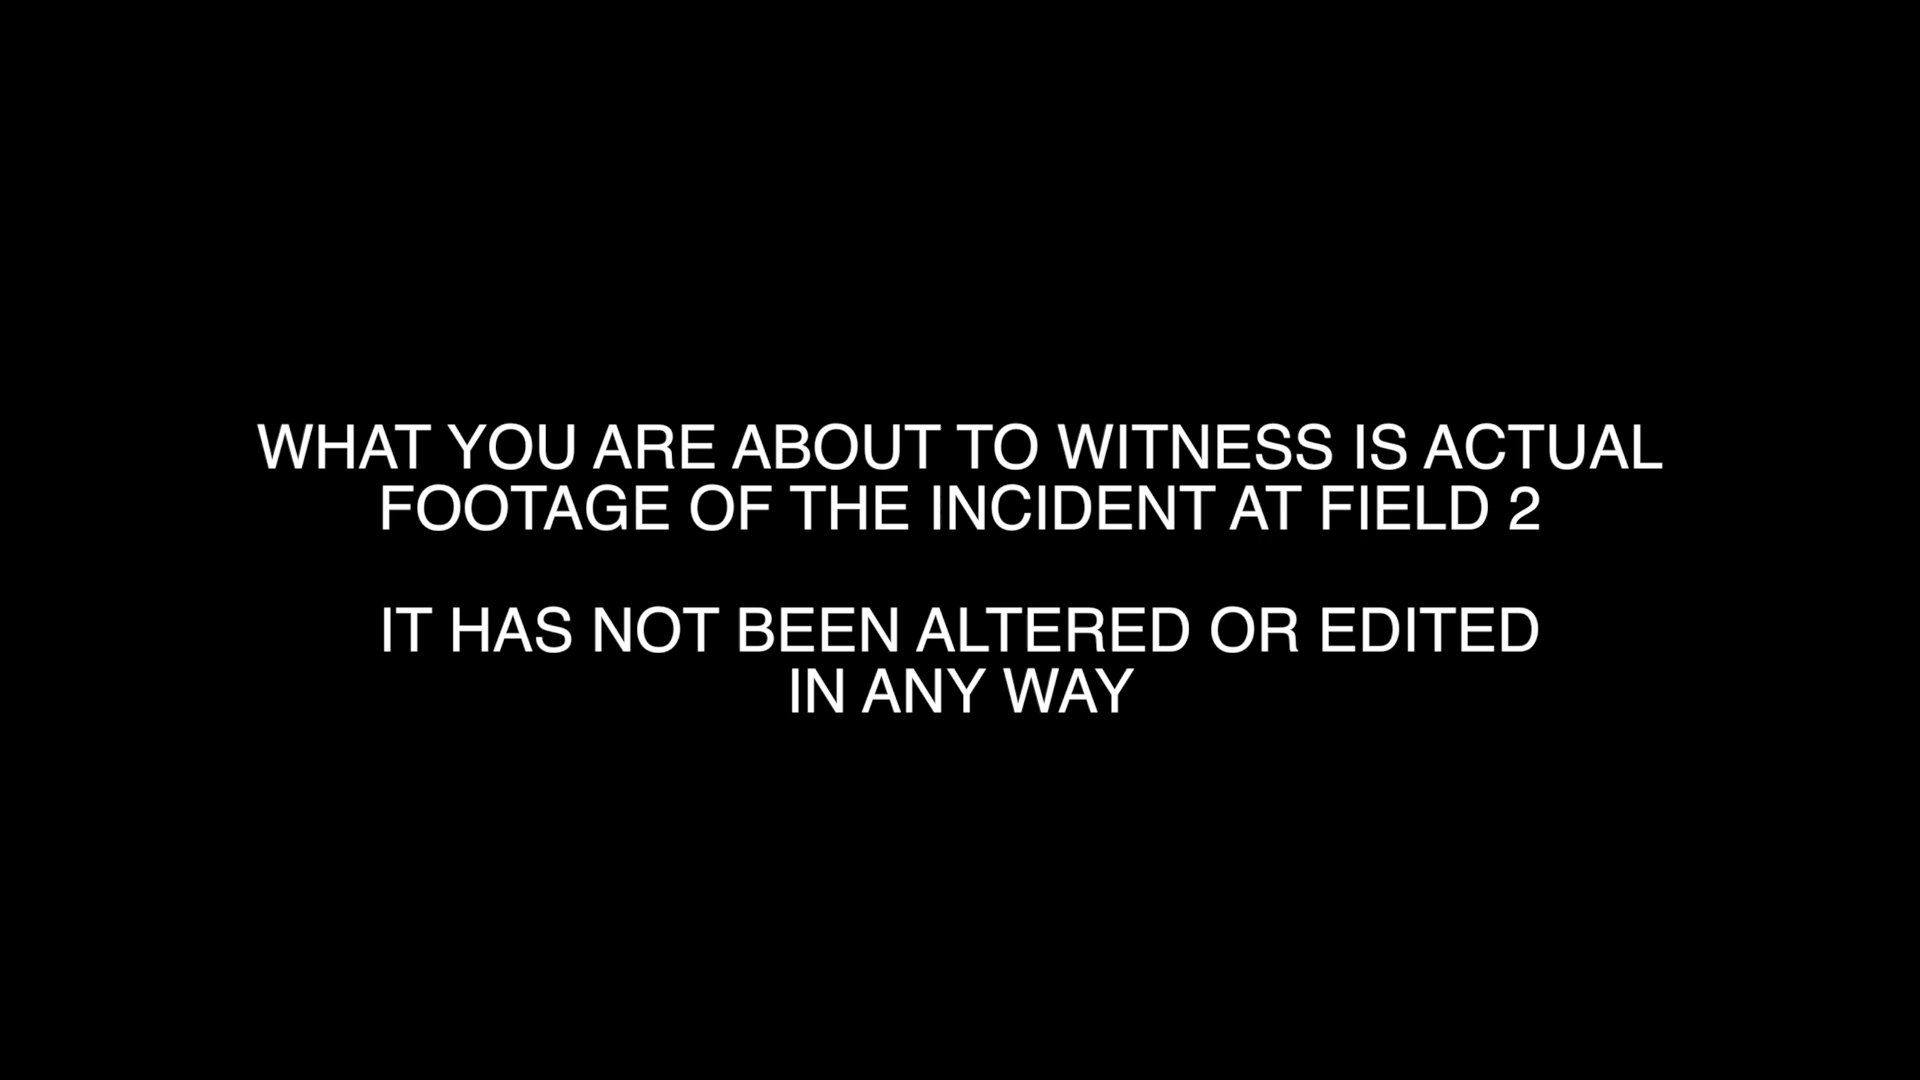 WHAT YOU ARE ABOUT TO WITNESS IS ACTUAL
FOOTAGE OF THE INCIDENT AT FIELD 2
IT HAS NOT BEEN ALTERED OR EDITED
IN ANY WAY